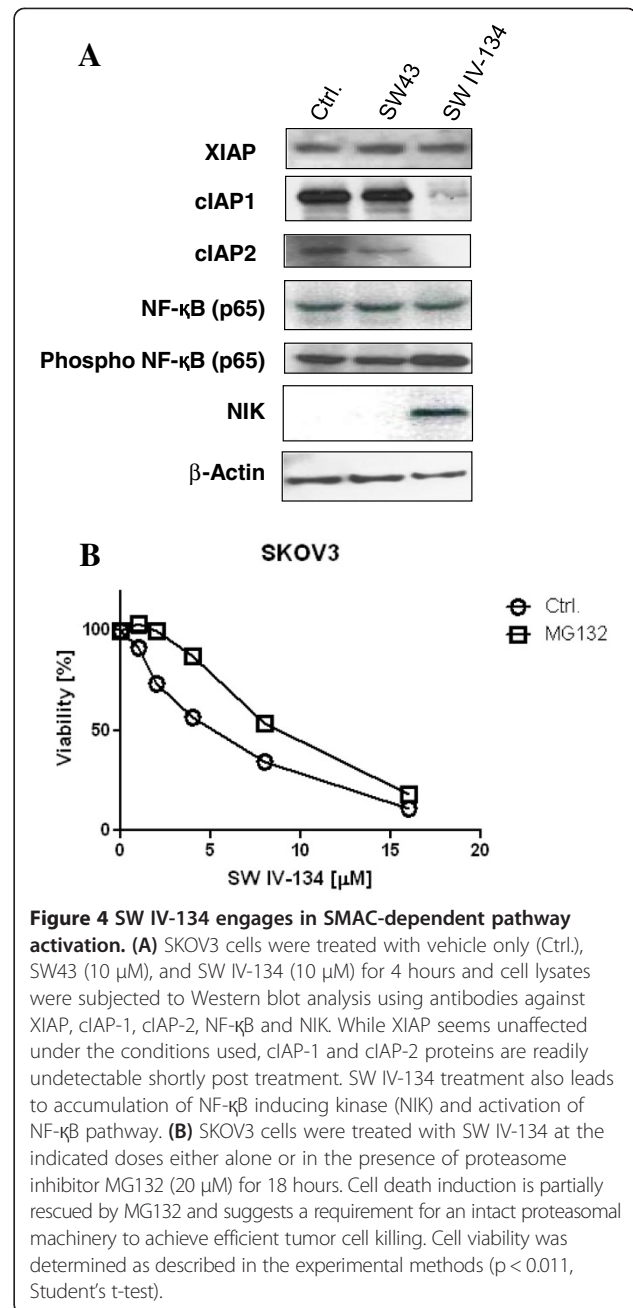 A
Ctrl.
SW43
SW IV-134
XIAP
cIAP1
cIAP2
NF-κB (p65)
Phospho NF-κB (p65)
NIK
β-Actin
B
SKOV3
Ctrl.
MG132
100
50
0
Viability [%]
0 5 10 15 20
SW IV-134 [μM]
Figure 4 SW IV-134 engages in SMAC-dependent pathway
activation. (A) SKOV3 cells were treated with vehicle only (Ctrl.),
SW43 (10 μM), and SW IV-134 (10 μM) for 4 hours and cell lysates
were subjected to Western blot analysis using antibodies against
XIAP, cIAP-1, cIAP-2, NF-κB and NIK. While XIAP seems unaffected
under the conditions used, cIAP-1 and cIAP-2 proteins are readily
undetectable shortly post treatment. SW IV-134 treatment also leads
to accumulation of NF-κB inducing kinase (NIK) and activation of
NF-κB pathway. (B) SKOV3 cells were treated with SW IV-134 at the
indicated doses either alone or in the presence of proteasome
inhibitor MG132 (20 μM) for 18 hours. Cell death induction is partially
rescued by MG132 and suggests a requirement for an intact proteasomal
machinery to achieve efficient tumor cell killing. Cell viability was
determined as described in the experimental methods (p < 0.011,
Student's t-test).